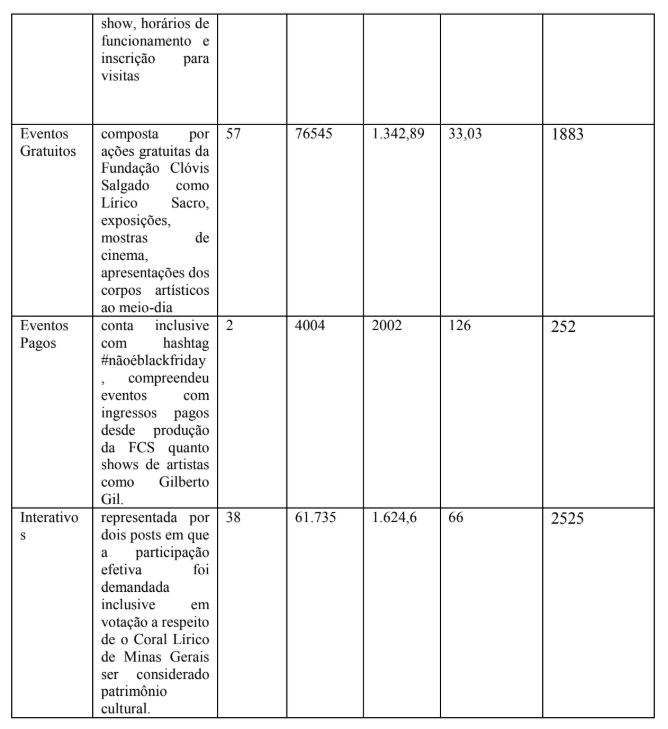 show, horários de
funcionamento e
inscrição para
visitas
Eventos
Gratuitos
composta por
ações gratuitas da
Fundação Clóvis
Salgado como
Lírico Sacro,
exposições,
mostras de
cinema,
apresentações dos
corpos artísticos
ao meio-dia
57
76545
1.342,89
33,03
1883
Eventos
Pagos
conta inclusive
com hashtag
#nãoéblackfriday
, compreendeu
eventos com
ingressos pagos
desde produção
da FCS quanto
shows de artistas
como Gilberto
Gil.
2
4004
2002
126
252
Interativo
s
representada por
dois posts em que
a participação
efetiva foi
demandada
inclusive em
votação a respeito
de o Coral Lírico
de Minas Gerais
ser considerado
patrimônio
cultural.
38
61.735
1.624,6
66
2525